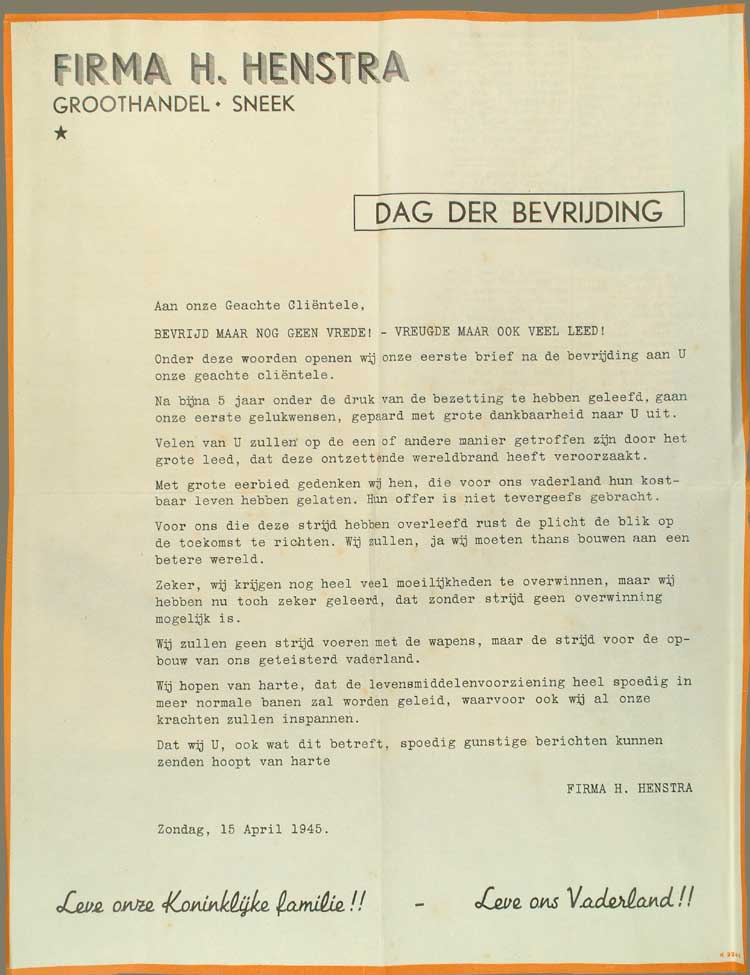 FIRMA H. HENSTRA
GROOTHANDEL • SNEEK
★
DAG DER BEVRIJDING
Aan onze Geachte Cliëntele,
BEVRIJD MAAR NOG GEEN VREDE! - VREUGDE MAAR OOK VEEL LEED!
Onder deze woorden openen wij onze eerste brief na de bevrijding aan U
onze geachte cliëntele.
Na bijna 5 jaar onder de druk van de bezetting te hebben geleefd, gaan
onze eerste gelukwensen, gepaard met grote dankbaarheid naar U uit.
Velen van U zullen op de een of andere manier getroffen zijn door het
grote leed, dat deze ontzettende wereldbrand heeft veroorzaakt.
Met grote eerbied gedenken wij hen, die voor ons vaderland hun kost-
baar leven hebben gelaten. Hun offer is niet tevergeefs gebracht.
Voor ons die deze strijd hebben overleefd rust de plicht de blik op
de toekomst te richten. Wij zullen, ja wij moeten thans bouwen aan een
betere wereld.
Zeker, wij krijgen nog heel veel moeilijkheden te overwinnen, maar wij
hebben nu toch zeker geleerd, dat zonder strijd geen overwinning
mogelijk is.
Wij zullen geen strijd voeren met de wapens, maar de strijd voor de op-
bouw van ons geteisterd vaderland.
Wij hopen van harte, dat de levensmiddelenvoorziening heel spoedig in
meer normale banen zal worden geleid, waarvoor ook wij al onze
krachten zullen inspannen.
Dat wij U, ook wat dit betreft, spoedig gunstige berichten kunnen
zenden hoopt van harte
FIRMA H. HENSTRA
Zondag, 15 April 1945.
Leve onze Koninklijke familie!! - Leve ons Vaderland!!